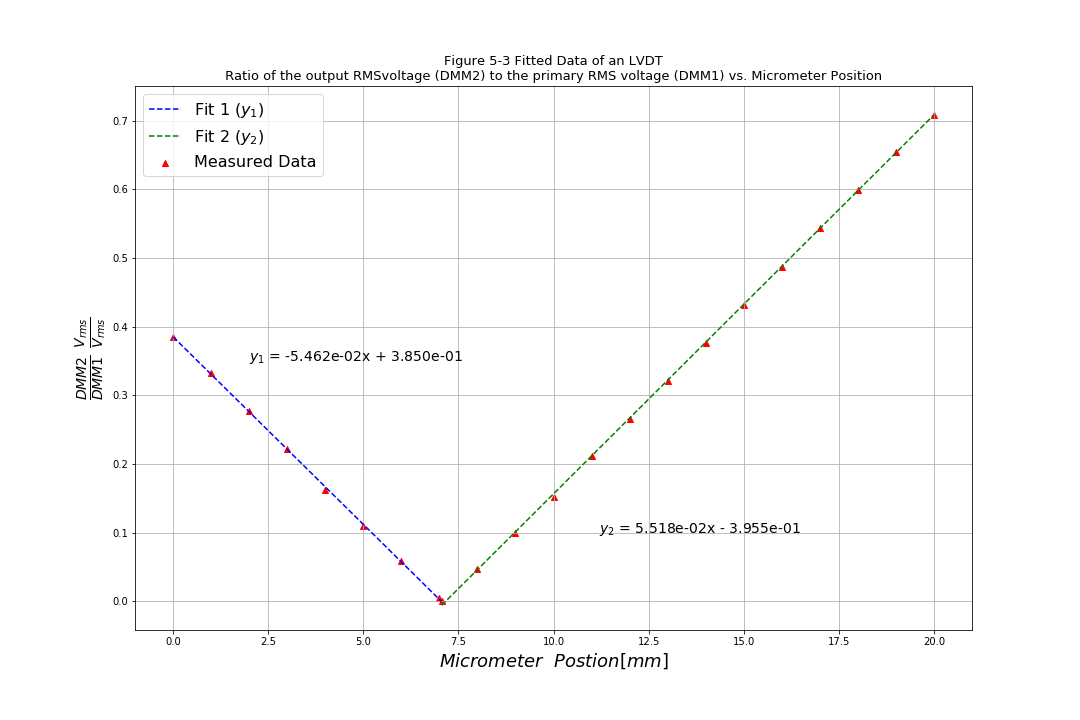 Figure 5-3 Fitted Data of an LVDT
Ratio of the output RMSvoltage (DMM2) to the primary RMS voltage (DMM1) vs. Micrometer Position
Fit 1 (y₁)
Fit 2 (y₂)
Measured Data
0.7
0.6
0.5
0.4
0.3
0.2
0.1
0.0
DMM2 Vrms
DMM1 Vrms
y₁ = -5.462e-02x + 3.850e-01
y₂ = 5.518e-02x - 3.955e-01
0.0 2.5 5.0 7.5 10.0 12.5 15.0 17.5 20.0
Micrometer Postion[mm]